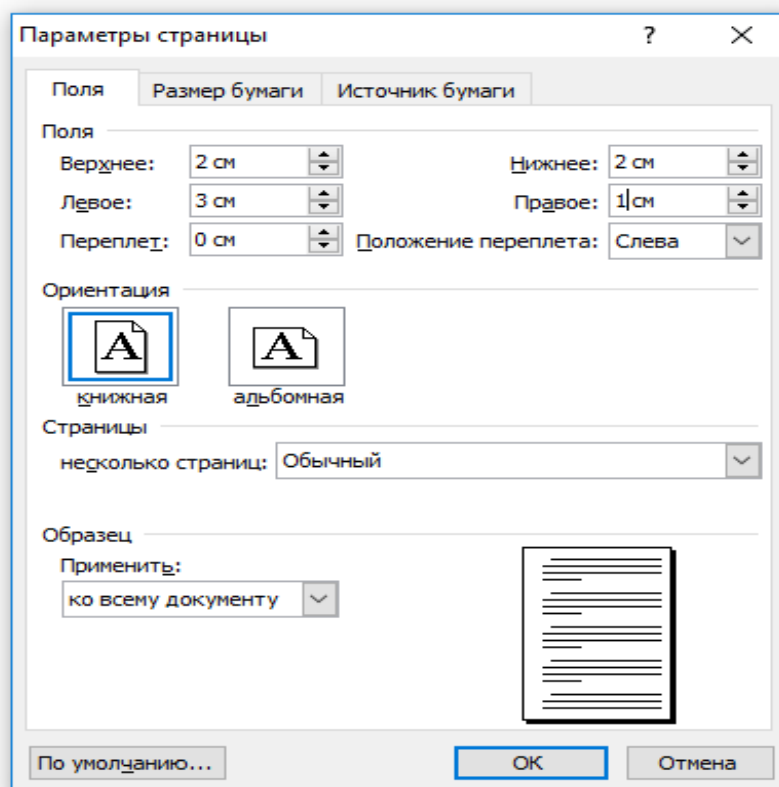 Параметры страницы ?
Поля Размер бумаги Источник бумаги
Поля
Верхнее: 2 см Нижнее: 2 см
Левое: 3 см Правое: 1 см
Переплет: 0 см Положение переплета: Слева
Ориентация
A A
книжная альбомная
Страницы
несколько страниц: Обычный
Образец
Применить:
ко всему документу
По умолчанию... ОК Отмена